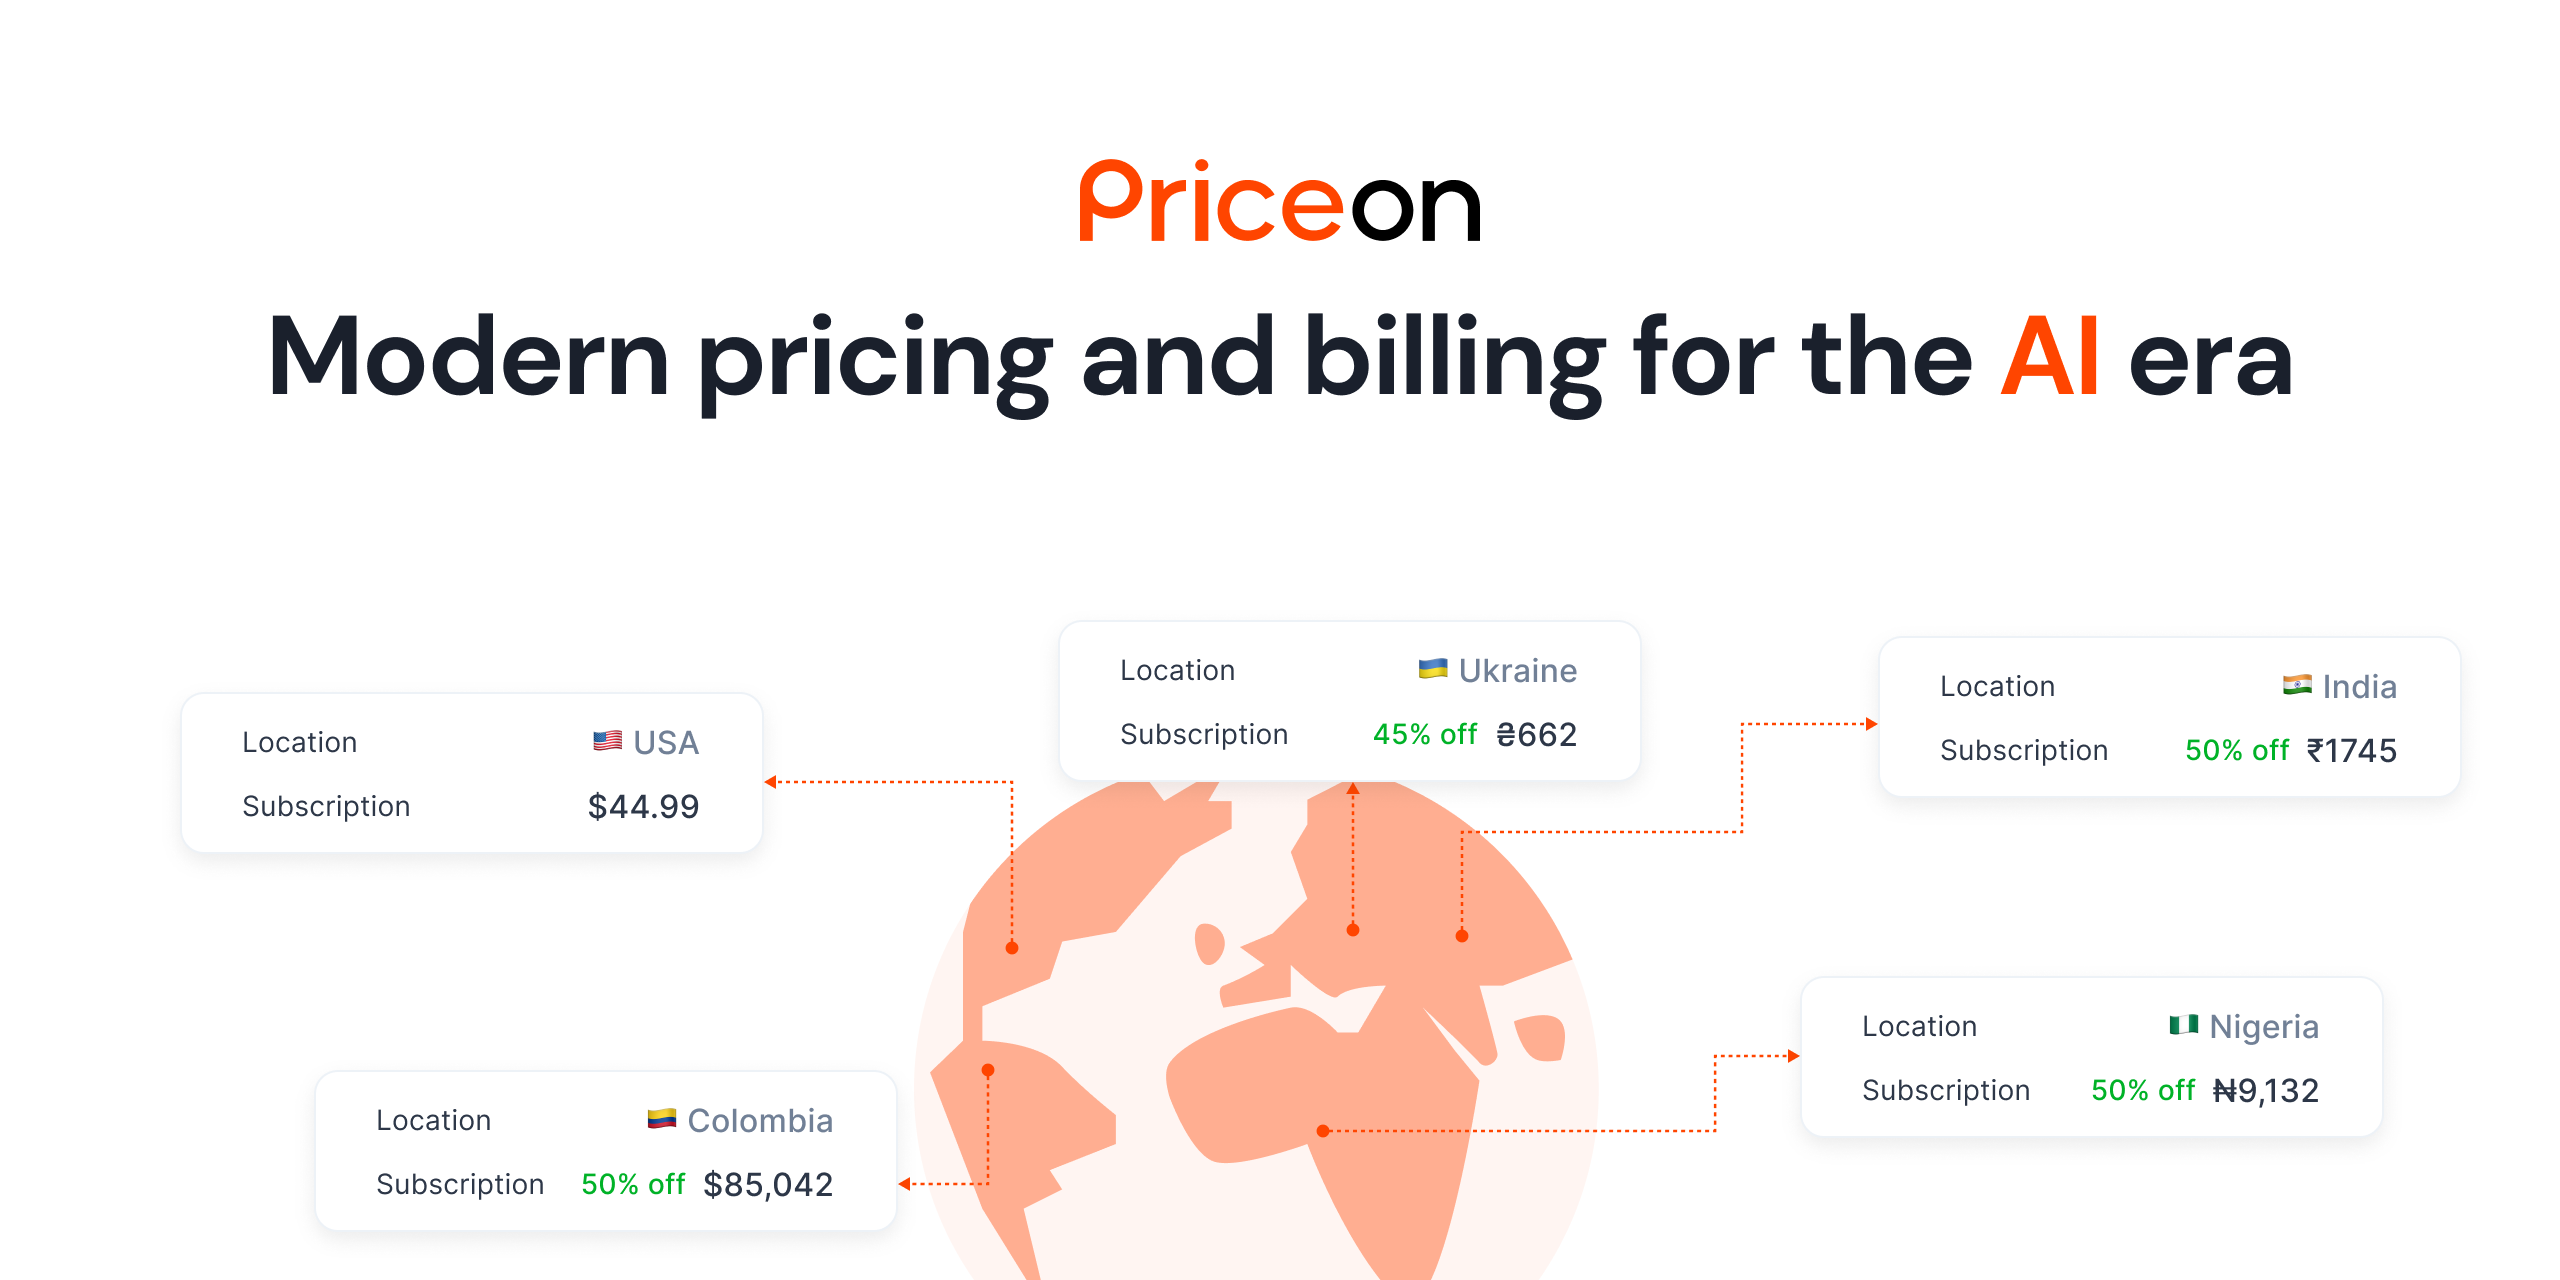 Priceon
Modern pricing and billing for the AI era
Location 🇺🇸 USA
Subscription $44.99
Location 🇺🇦 Ukraine
Subscription 45% off ₴662
Location 🇮🇳 India
Subscription 50% off ₹1745
Location 🇨🇴 Colombia
Subscription 50% off $85,042
Location 🇳🇬 Nigeria
Subscription 50% off ₦9,132